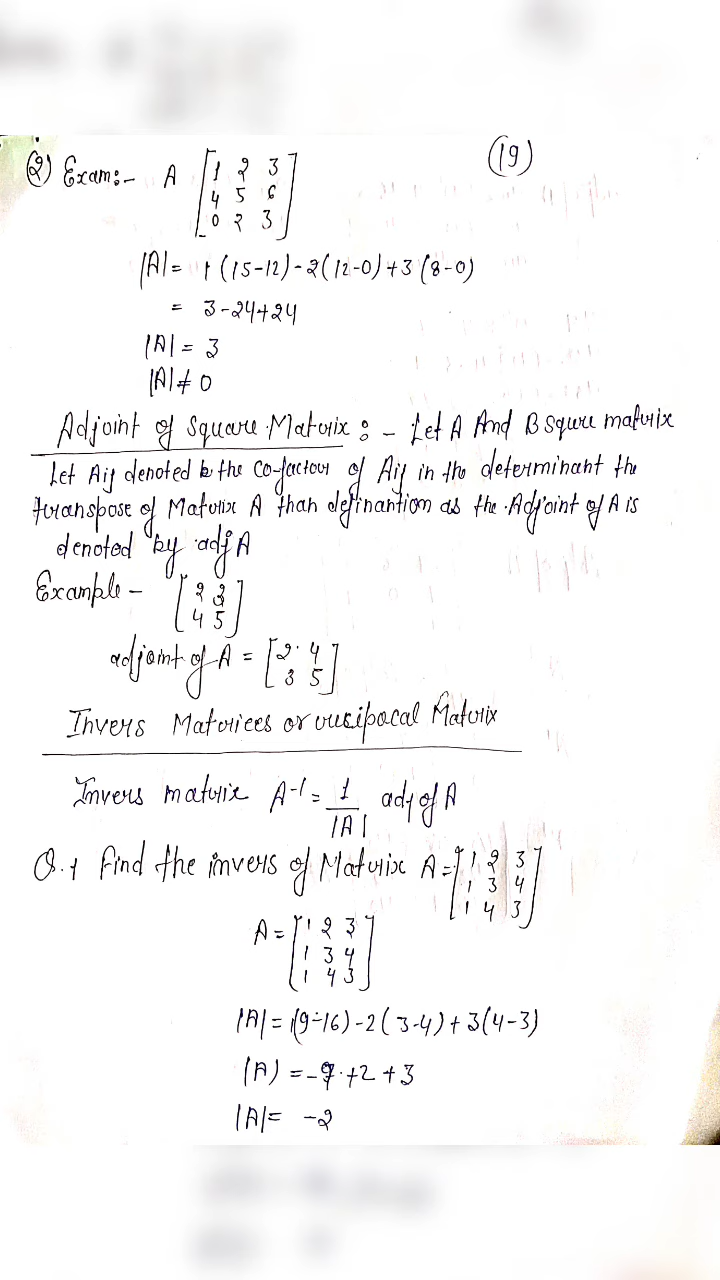 (19)
(2) Exam:- A [1 2 3
4 5 6
0 2 3]
|A| = 1(15-12)-2(12-0)+3(8-0)
= 3-24+24
|A| = 3
|A| ≠ 0
Adjoint of Square Matrix :- Let A And B Squre matrix
Let Aij denoted b the Co-factor of Aij in the determinant the
transpose of Matrix A than definantion as the Adjoint of A is
denoted by adj A
Example - [2 3
4 5]
adjoint of A = [2 4
3 5]
Invers Matricces or rusipocal Matrix
Invers matrix A-1 = 1/|A| adj of A
Q.1 Find the invers of Matrix A = [1 2 3
1 3 4
1 4 3]
A = [1 2 3
1 3 4
1 4 3]
|A| = 1(9-16)-2(3-4)+3(4-3)
|A) = -7+2+3
|A| = -2